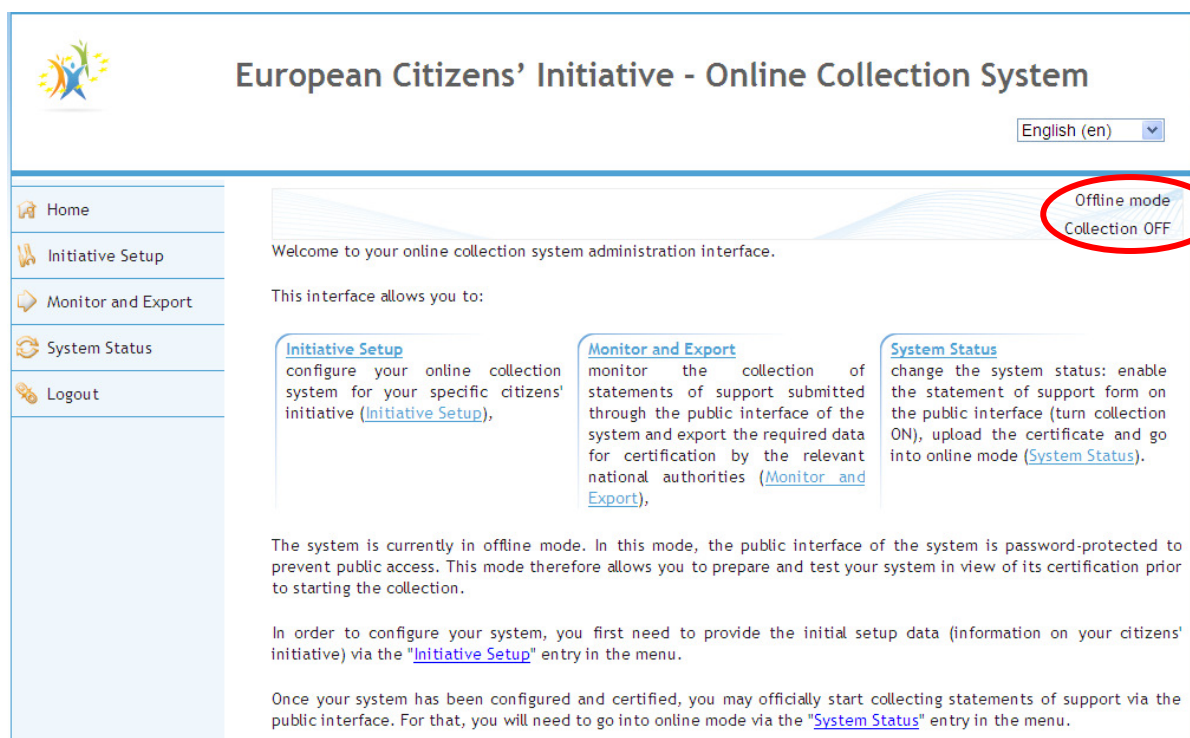 European Citizens’ Initiative - Online Collection System
English (en)
Home
Initiative Setup
Monitor and Export
System Status
Logout
Offline mode
Collection OFF
Welcome to your online collection system administration interface.
This interface allows you to:
Initiative Setup
configure your online collection
system for your specific citizens'
initiative (Initiative Setup),
Monitor and Export
monitor the collection of
statements of support submitted
through the public interface of the
system and export the required data
for certification by the relevant
national authorities (Monitor and
Export),
System Status
change the system status: enable
the statement of support form on
the public interface (turn collection
ON), upload the certificate and go
into online mode (System Status).
The system is currently in offline mode. In this mode, the public interface of the system is password-protected to
prevent public access. This mode therefore allows you to prepare and test your system in view of its certification prior
to starting the collection.
In order to configure your system, you first need to provide the initial setup data (information on your citizens'
initiative) via the "Initiative Setup" entry in the menu.
Once your system has been configured and certified, you may officially start collecting statements of support via the
public interface. For that, you will need to go into online mode via the "System Status" entry in the menu.